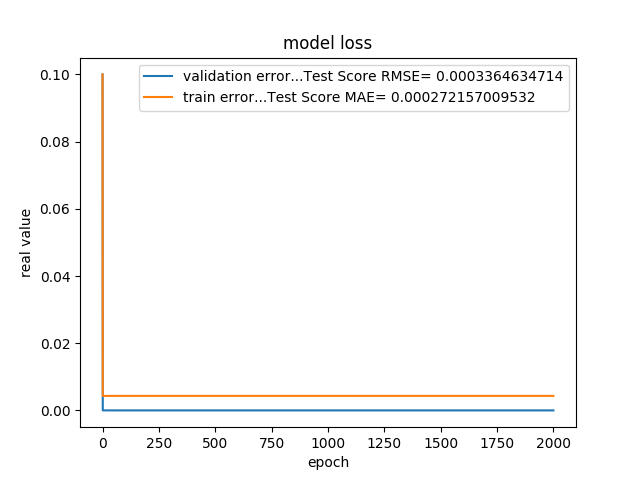 model loss
validation error...Test Score RMSE= 0.0003364634714
train error...Test Score MAE= 0.000272157009532
0.10
0.08
0.06
0.04
0.02
0.00
real value
0 250 500 750 1000 1250 1500 1750 2000
epoch